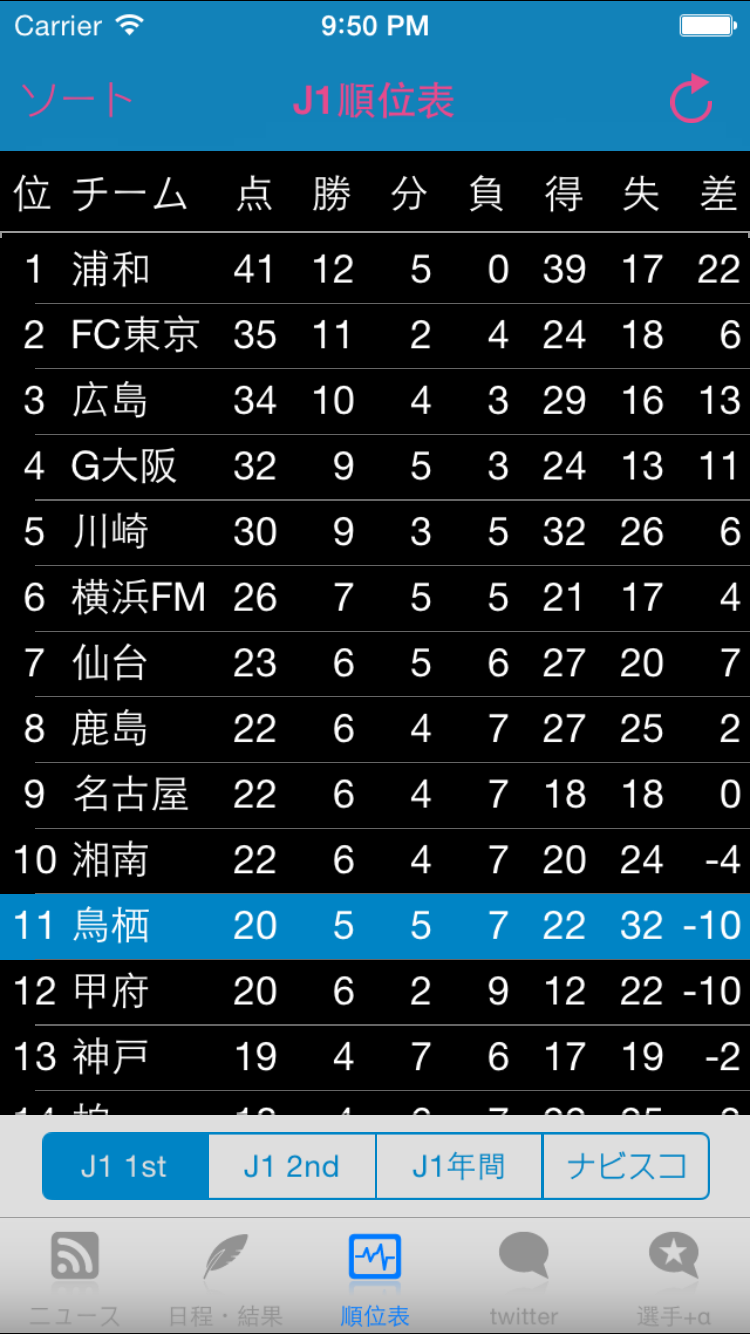 Carrier 9:50 PM
ソート J1順位表
位 チーム 点 勝 分 負 得 失 差
1 浦和 41 12 5 0 39 17 22
2 FC東京 35 11 2 4 24 18 6
3 広島 34 10 4 3 29 16 13
4 G大阪 32 9 5 3 24 13 11
5 川崎 30 9 3 5 32 26 6
6 横浜FM 26 7 5 5 21 17 4
7 仙台 23 6 5 6 27 20 7
8 鹿島 22 6 4 7 27 25 2
9 名古屋 22 6 4 7 18 18 0
10 湘南 22 6 4 7 20 24 -4
11 鳥栖 20 5 5 7 22 32 -10
12 甲府 20 6 2 9 12 22 -10
13 神戸 19 4 7 6 17 19 -2
J1 1st J1 2nd J1年間 ナビスコ
ニュース 日程・結果 順位表 twitter 選手+α